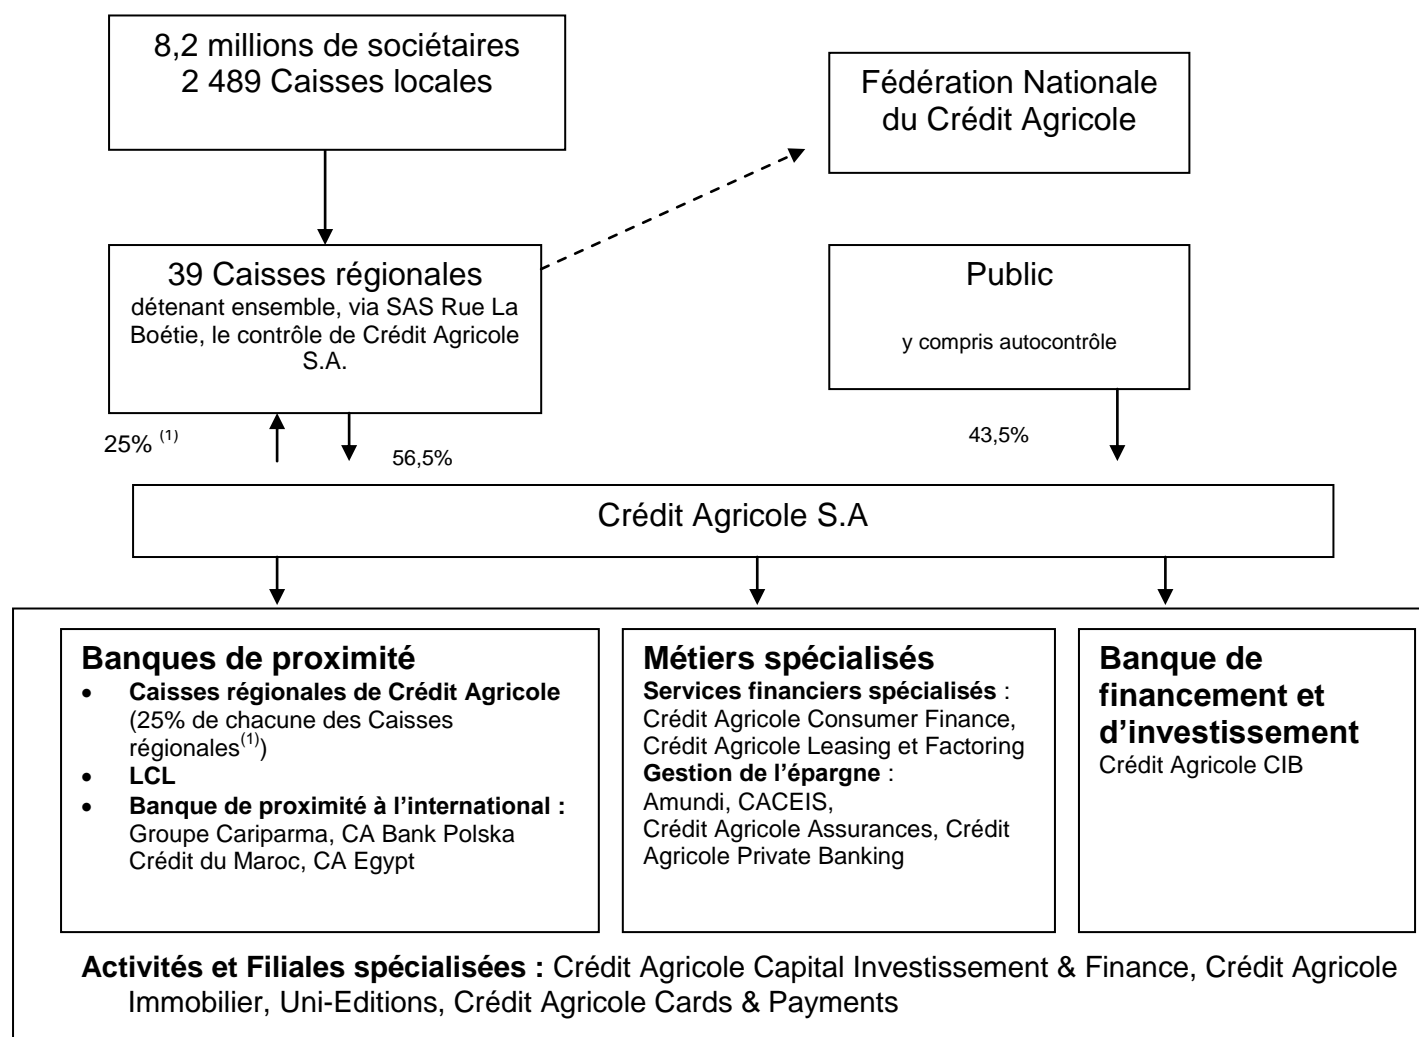 8,2 millions de sociétaires
2 489 Caisses locales
Fédération Nationale
du Crédit Agricole
39 Caisses régionales
détenant ensemble, via SAS Rue La
Boétie, le contrôle de Crédit Agricole
S.A.
Public
y compris autocontrôle
25% (1)
56,5%
43,5%
Crédit Agricole S.A
Banques de proximité
• Caisses régionales de Crédit Agricole
(25% de chacune des Caisses
régionales(1))
• LCL
• Banque de proximité à l'international :
Groupe Cariparma, CA Bank Polska
Crédit du Maroc, CA Egypt
Métiers spécialisés
Services financiers spécialisés :
Crédit Agricole Consumer Finance,
Crédit Agricole Leasing et Factoring
Gestion de l'épargne :
Amundi, CACEIS,
Crédit Agricole Assurances, Crédit
Agricole Private Banking
Banque de
financement et
d'investissement
Crédit Agricole CIB
Activités et Filiales spécialisées : Crédit Agricole Capital Investissement & Finance, Crédit Agricole
Immobilier, Uni-Editions, Crédit Agricole Cards & Payments